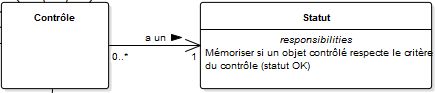 Contrôle
Statut
a un
responsibilities
0..*
1
Mémoriser si un objet contrôlé respecte le critère
du contrôle (statut OK)